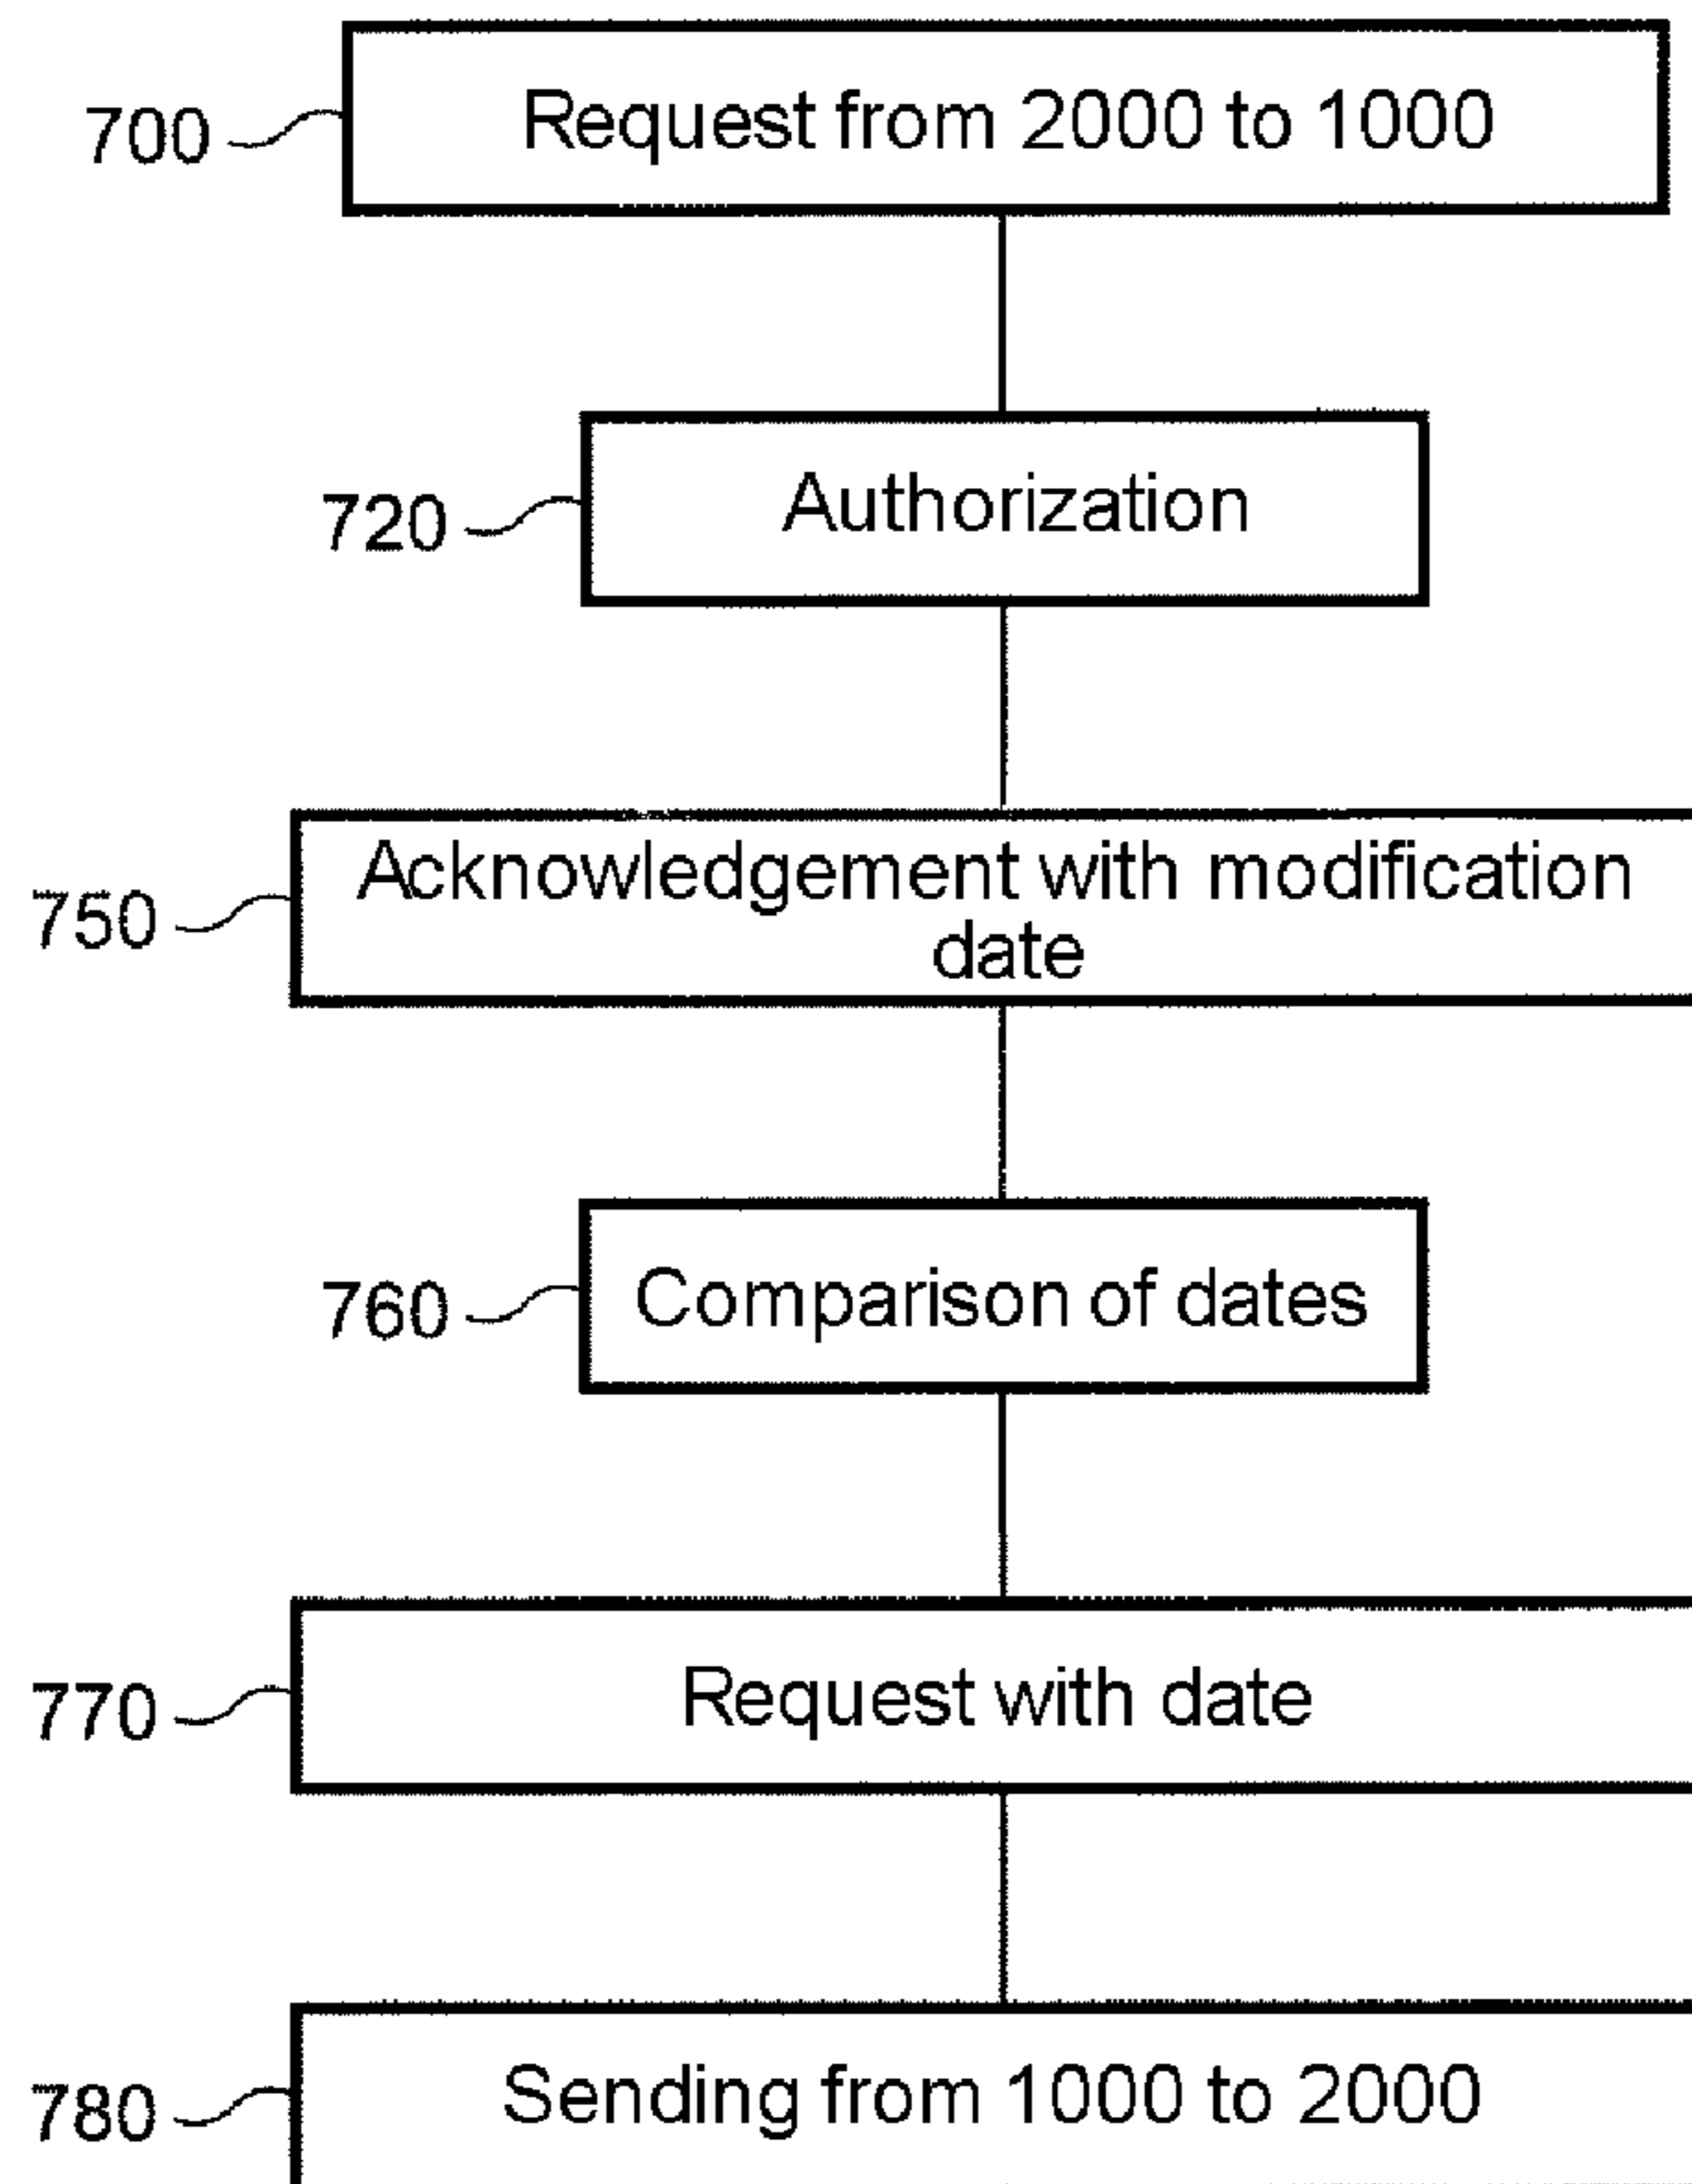 700 Request from 2000 to 1000
720 Authorization
Acknowledgement with modification
750 date
760 Comparison of dates
770 Request with date
780 Sending from 1000 to 2000